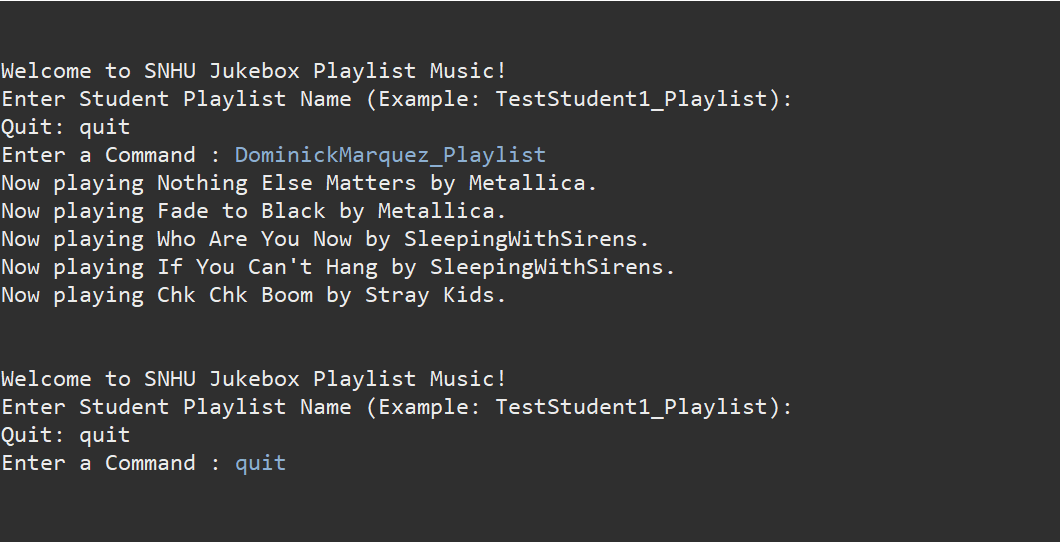 Welcome to SNHU Jukebox Playlist Music!
Enter Student Playlist Name (Example: TestStudent1_Playlist):
Quit: quit
Enter a Command : DominickMarquez_Playlist
Now playing Nothing Else Matters by Metallica.
Now playing Fade to Black by Metallica.
Now playing Who Are You Now by SleepingWithSirens.
Now playing If You Can't Hang by SleepingWithSirens.
Now playing Chk Chk Boom by Stray Kids.
Welcome to SNHU Jukebox Playlist Music!
Enter Student Playlist Name (Example: TestStudent1_Playlist):
Quit: quit
Enter a Command : quit